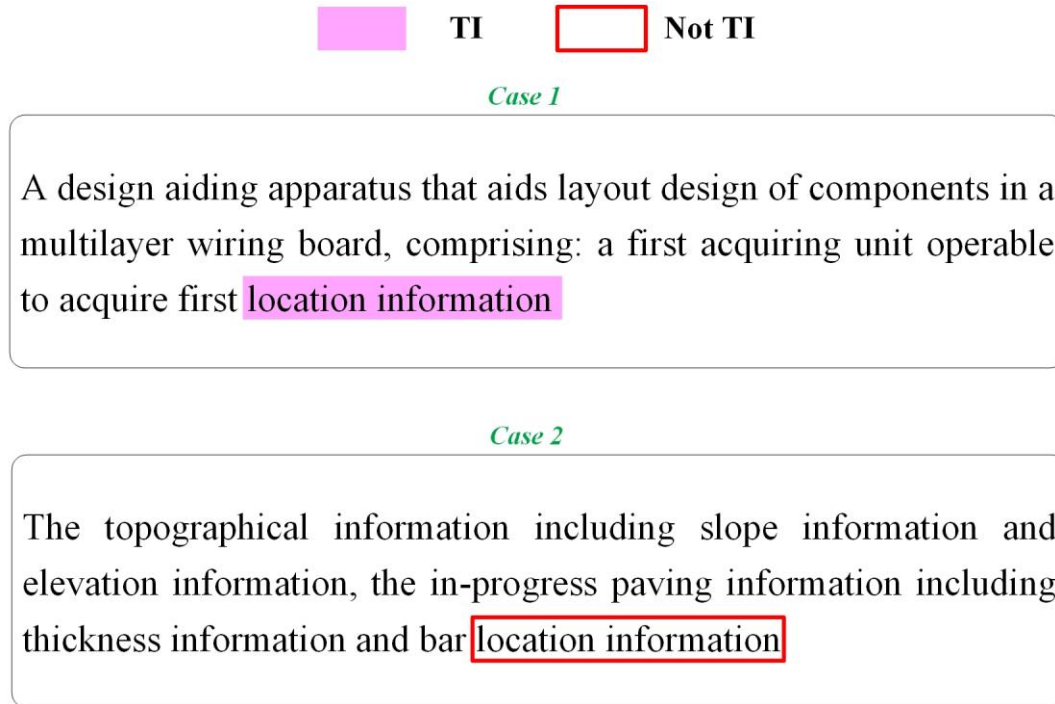 TI Not TI
Case 1
A design aiding apparatus that aids layout design of components in a
multilayer wiring board, comprising: a first acquiring unit operable
to acquire first location information
Case 2
The topographical information including slope information and
elevation information, the in-progress paving information including
thickness information and bar location information